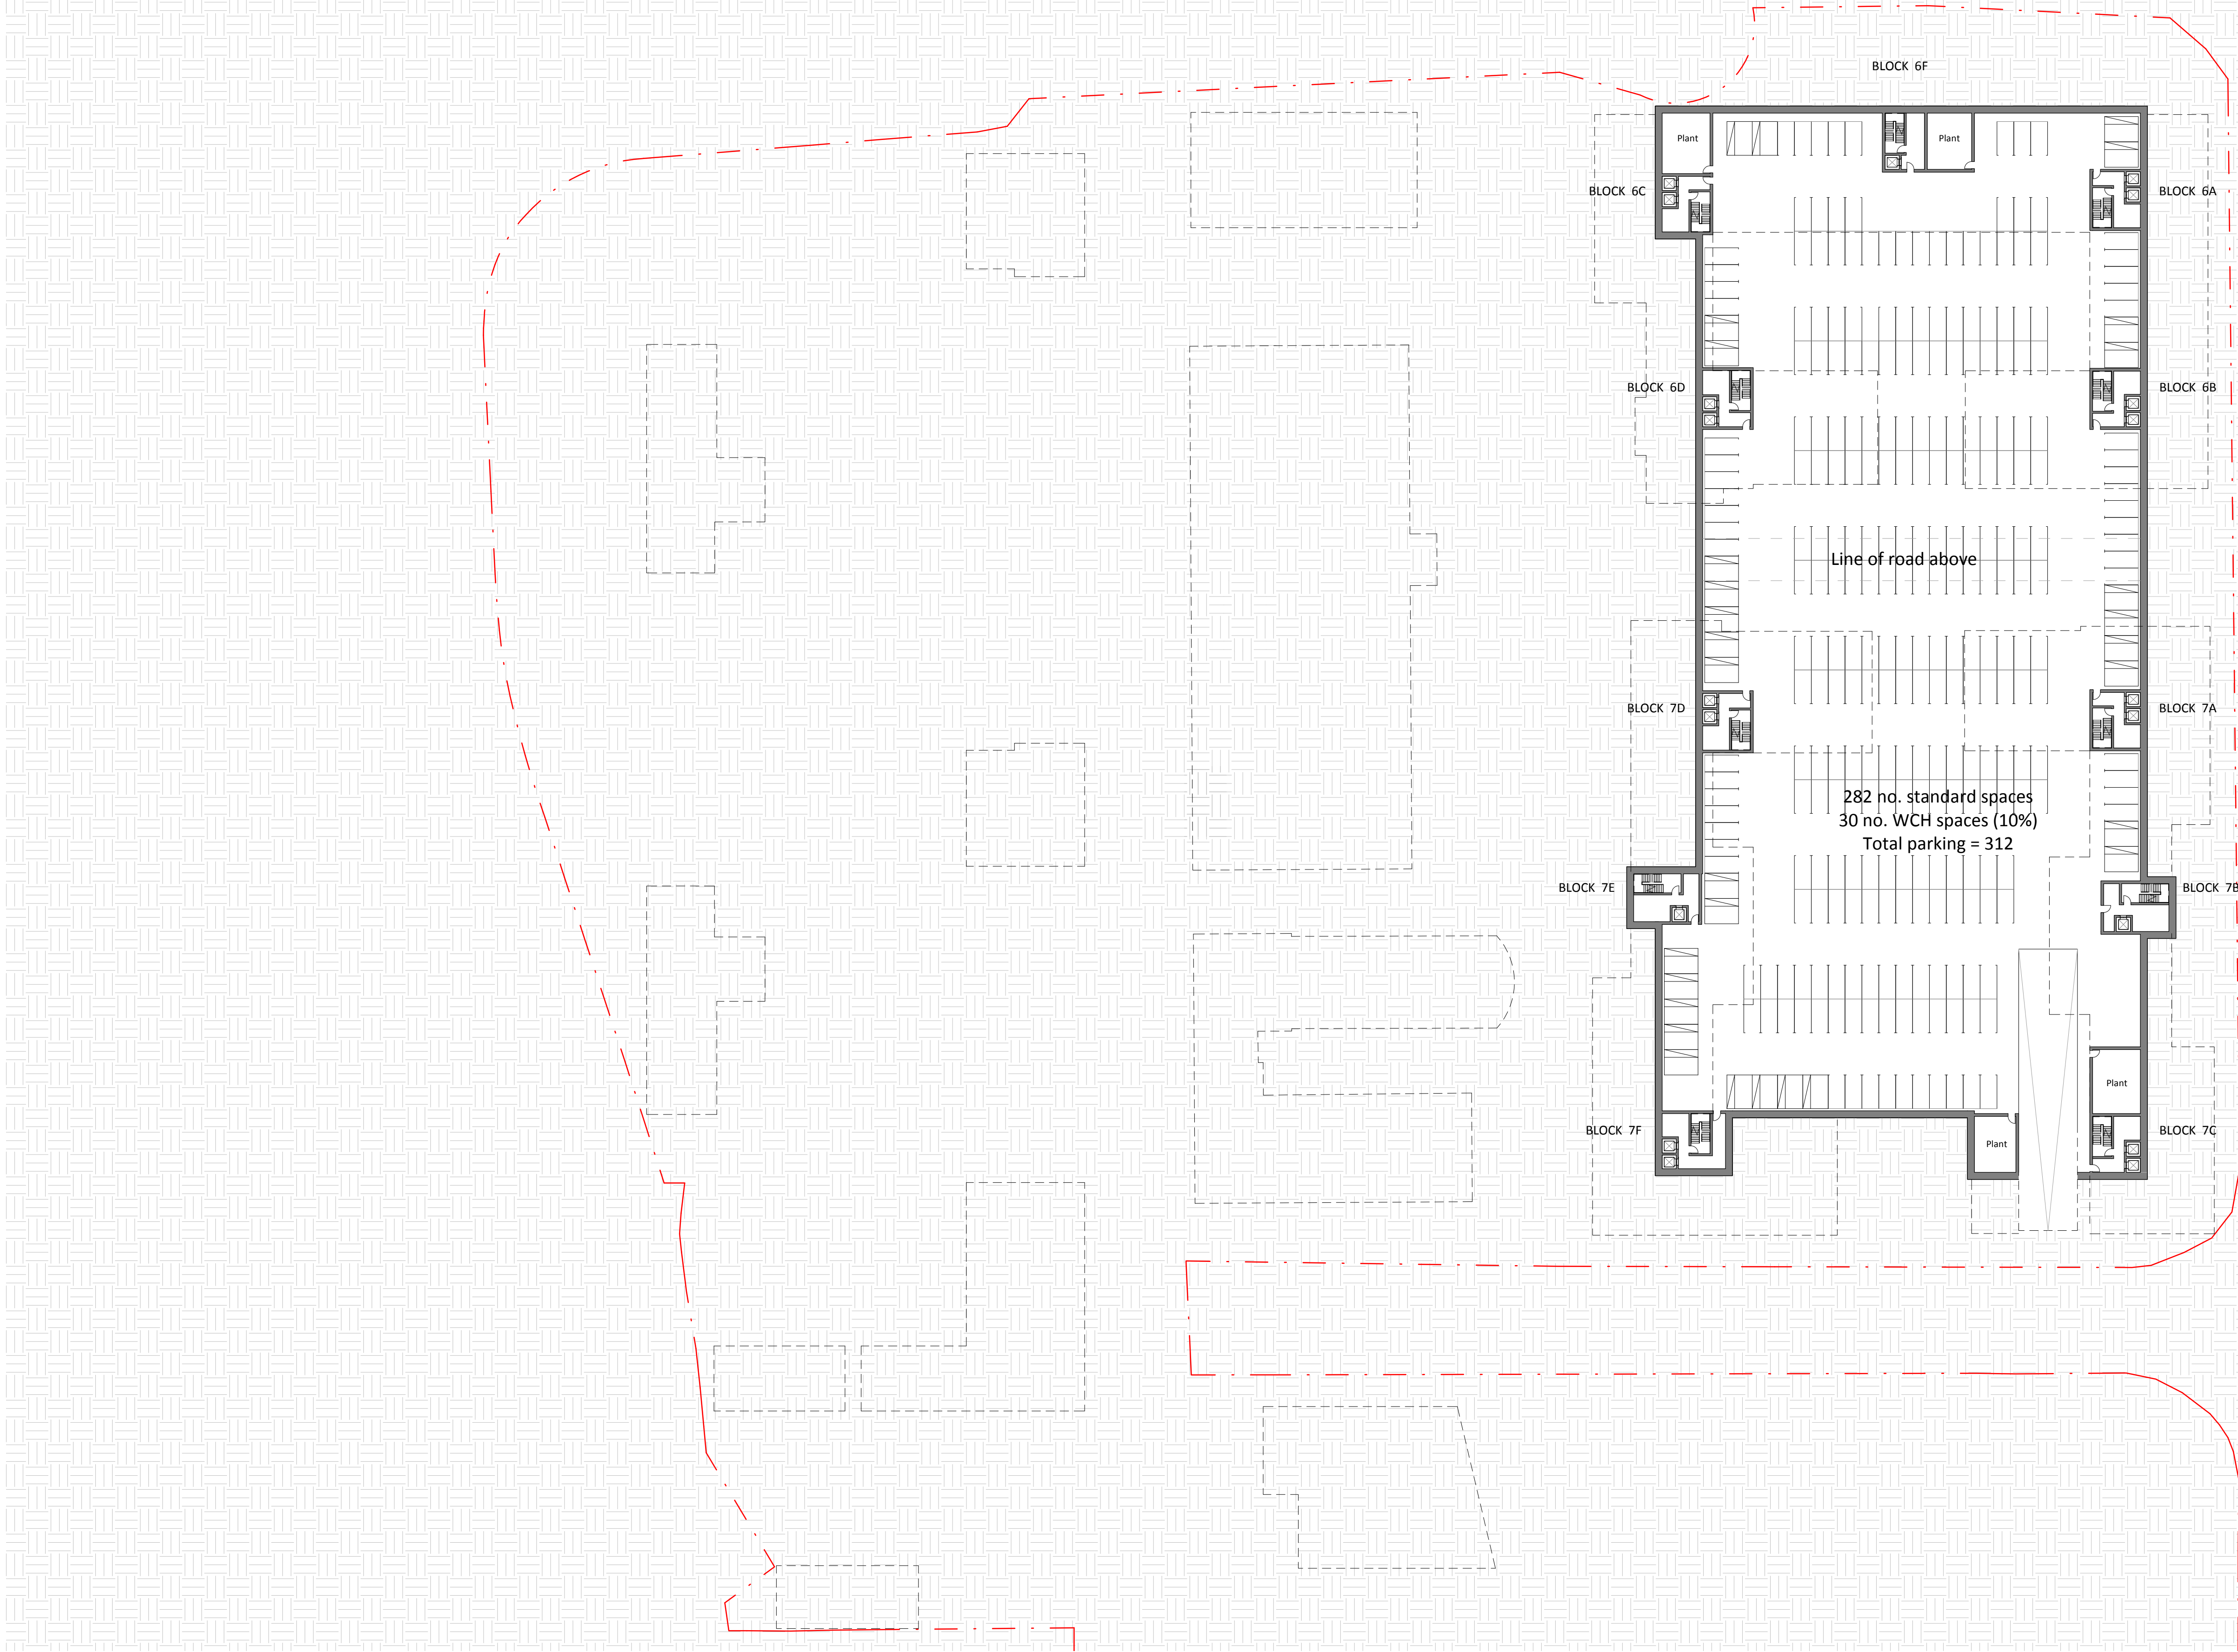 BLOCK 6F
Plant
Plant
BLOCK 6C
BLOCK 6A
BLOCK 6D
BLOCK 6B
Line of road above
BLOCK 7D
BLOCK 7A
282 no. standard spaces
30 no. WCH spaces (10%)
Total parking = 312
BLOCK 7E
BLOCK 7B
Plant
BLOCK 7F
Plant
BLOCK 7C